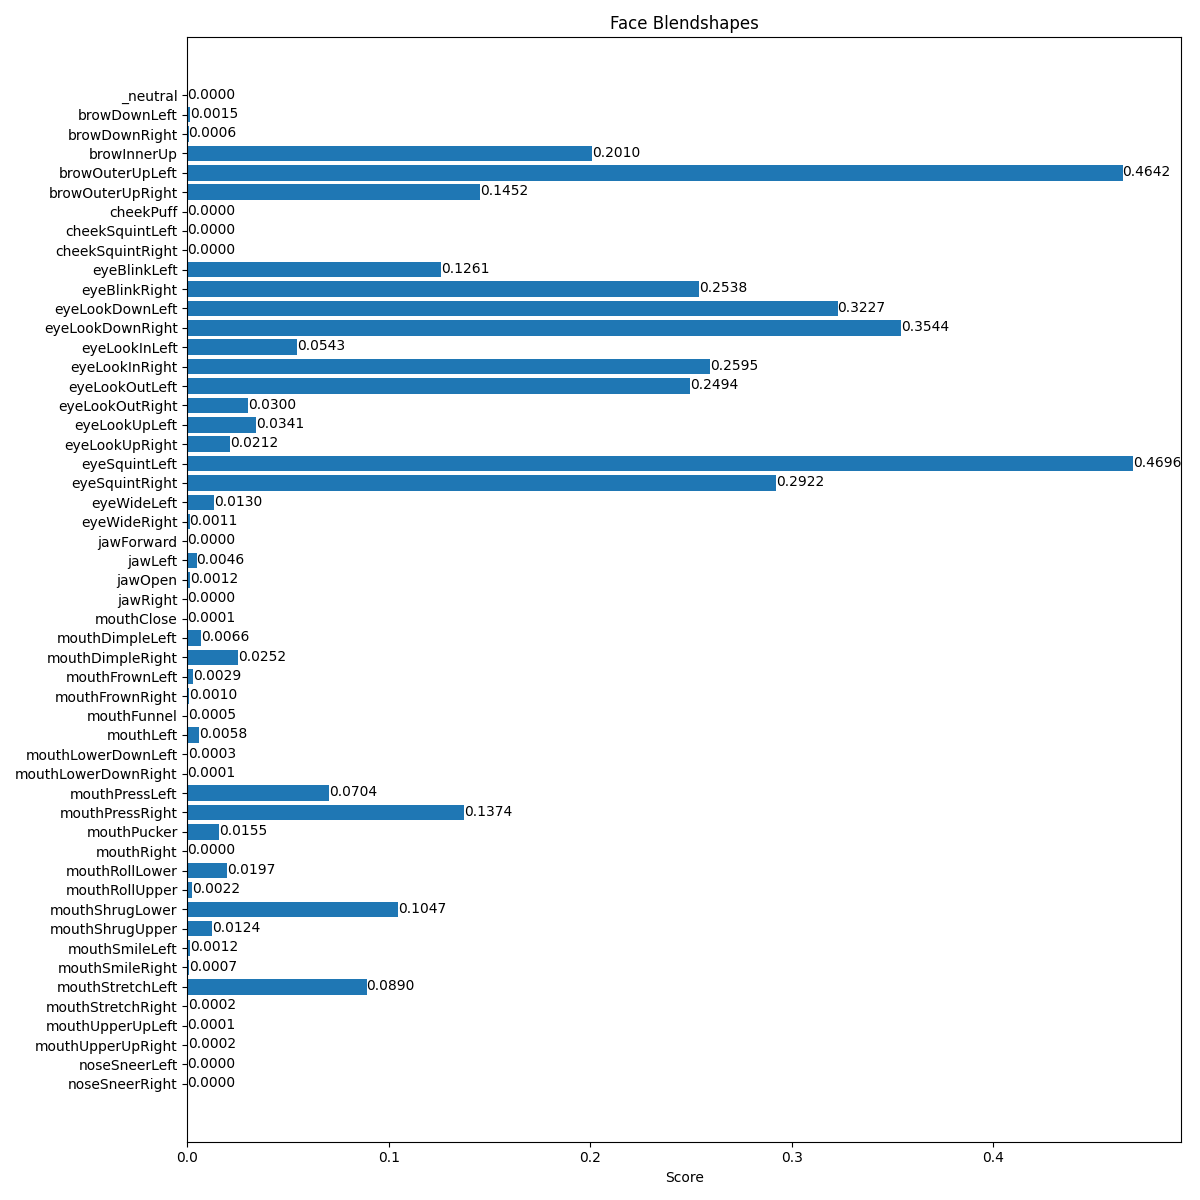 Face Blendshapes
_neutral 0.0000
browDownLeft 0.0015
browDownRight 0.0006
browInnerUp 0.2010
browOuterUpLeft 0.4642
browOuterUpRight 0.1452
cheekPuff 0.0000
cheekSquintLeft 0.0000
cheekSquintRight 0.0000
eyeBlinkLeft 0.1261
eyeBlinkRight 0.2538
eyeLookDownLeft 0.3227
eyeLookDownRight 0.3544
eyeLookInLeft 0.0543
eyeLookInRight 0.2595
eyeLookOutLeft 0.2494
eyeLookOutRight 0.0300
eyeLookUpLeft 0.0341
eyeLookUpRight 0.0212
eyeSquintLeft 0.4696
eyeSquintRight 0.2922
eyeWideLeft 0.0130
eyeWideRight 0.0011
jawForward 0.0000
jawLeft 0.0046
jawOpen 0.0012
jawRight 0.0000
mouthClose 0.0001
mouthDimpleLeft 0.0066
mouthDimpleRight 0.0252
mouthFrownLeft 0.0029
mouthFrownRight 0.0010
mouthFunnel 0.0005
mouthLeft 0.0058
mouthLowerDownLeft 0.0003
mouthLowerDownRight 0.0001
mouthPressLeft 0.0704
mouthPressRight 0.1374
mouthPucker 0.0155
mouthRight 0.0000
mouthRollLower 0.0197
mouthRollUpper 0.0022
mouthShrugLower 0.1047
mouthShrugUpper 0.0124
mouthSmileLeft 0.0012
mouthSmileRight 0.0007
mouthStretchLeft 0.0890
mouthStretchRight 0.0002
mouthUpperUpLeft 0.0001
mouthUpperUpRight 0.0002
noseSneerLeft 0.0000
noseSneerRight 0.0000
0.0 0.1 0.2 0.3 0.4
Score